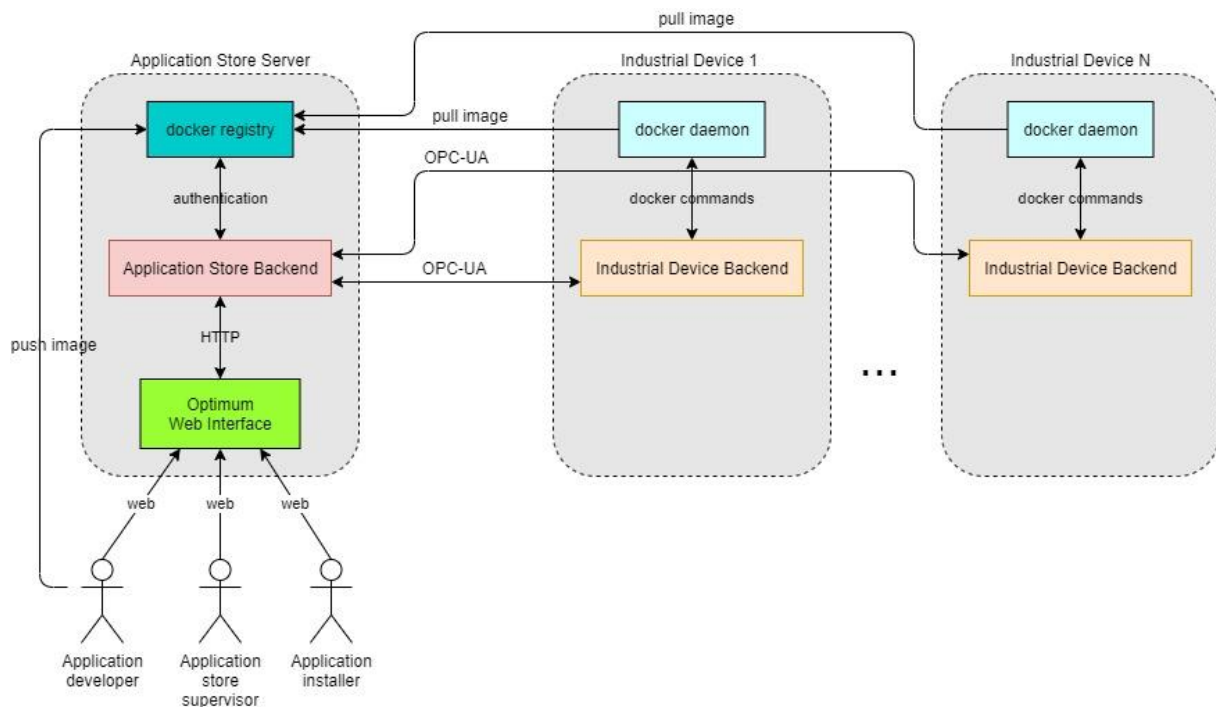 pull image
Application Store Server
Industrial Device 1
Industrial Device N
docker registry
pull image
docker daemon
docker daemon
OPC-UA
authentication
docker commands
docker commands
Application Store Backend
OPC-UA
Industrial Device Backend
Industrial Device Backend
push image
HTTP
...
Optimum
Web Interface
web
web
web
Application
developer
Application
store
supervisor
Application
installer